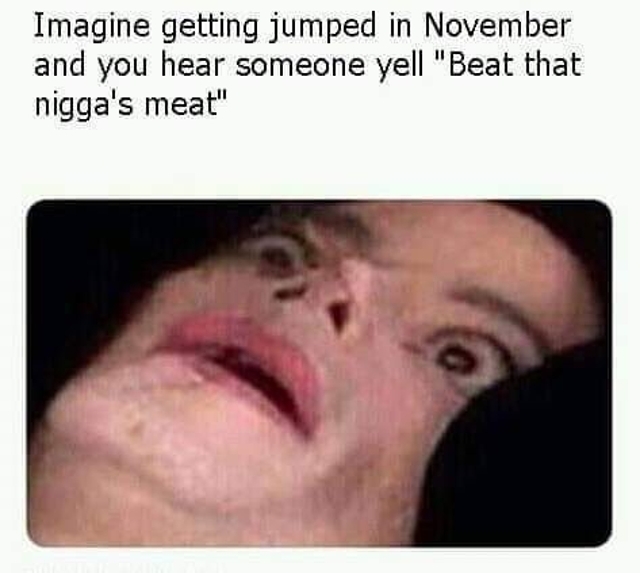 Imagine getting jumped in November
and you hear someone yell "Beat that
nigga's meat"